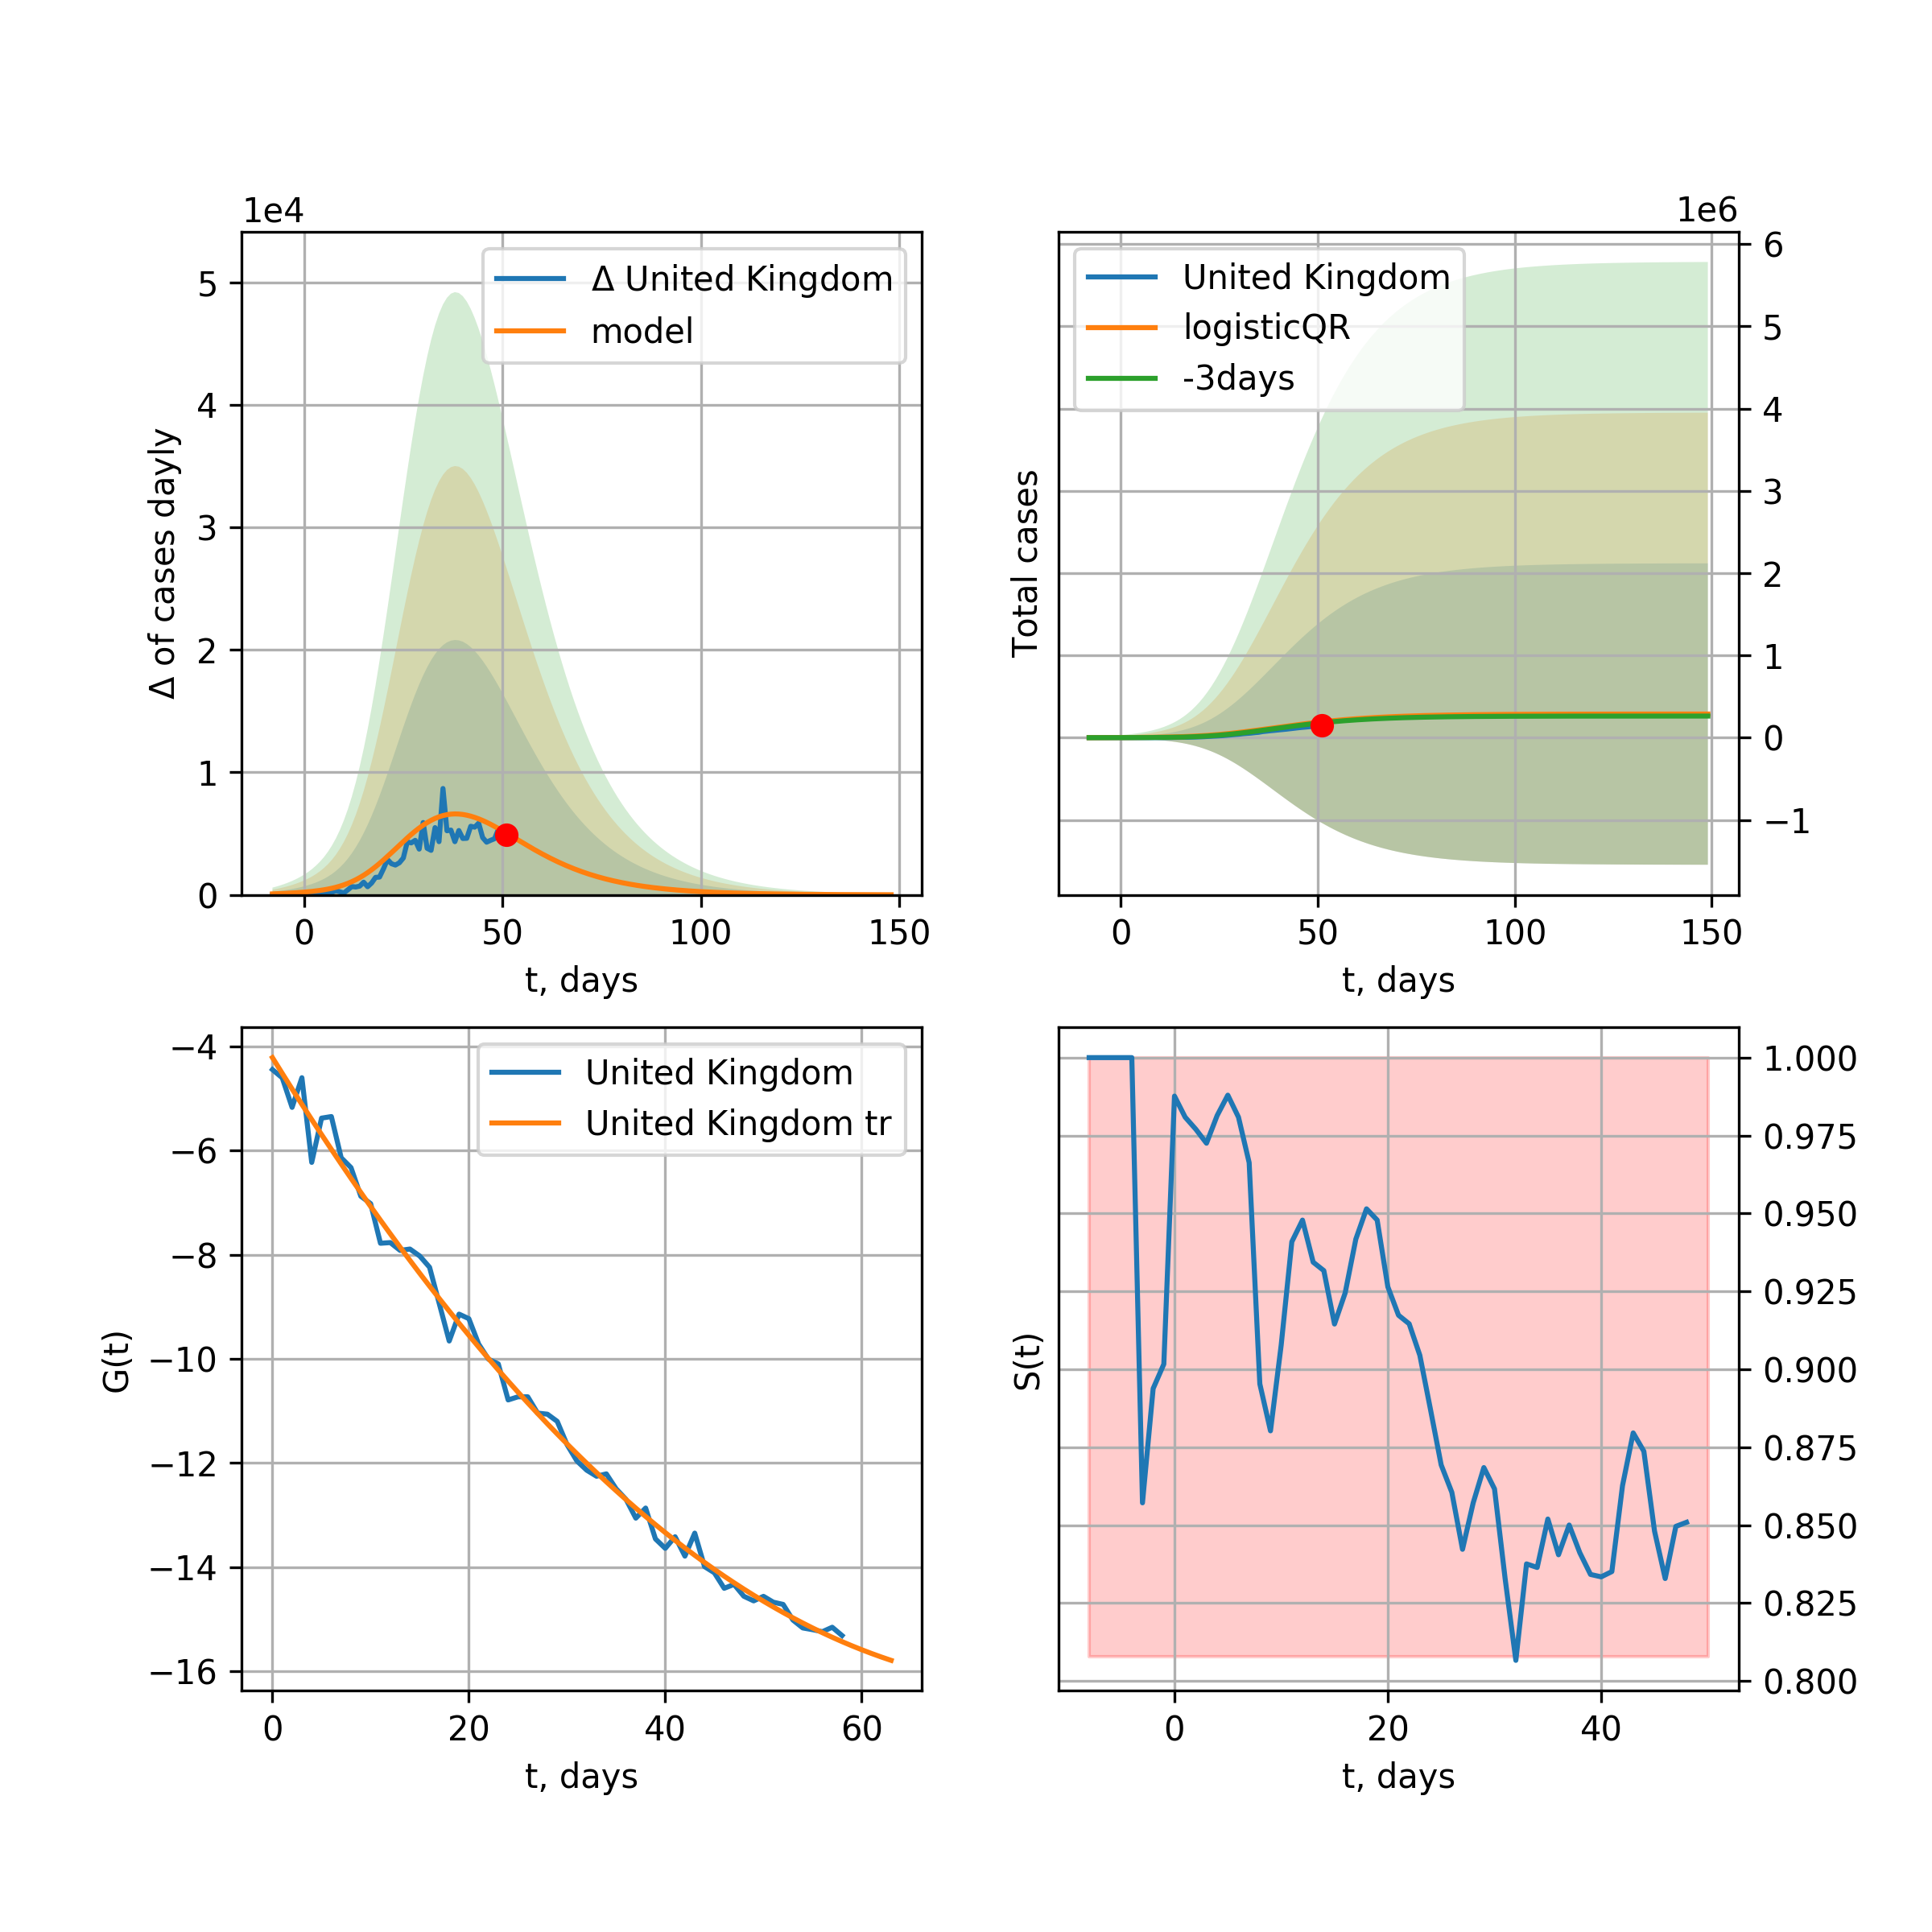 1e4
5
4
3
2
1
0
Δ of cases dayly
Δ United Kingdom
model
0 50 100 150
t, days
1e6
United Kingdom
logisticQR
-3days
Total cases
6
5
4
3
2
1
0
−1
0 50 100 150
t, days
−4
−6
−8
−10
−12
−14
−16
G(t)
United Kingdom
United Kingdom tr
0 20 40 60
t, days
S(t)
1.000
0.975
0.950
0.925
0.900
0.875
0.850
0.825
0.800
0 20 40
t, days